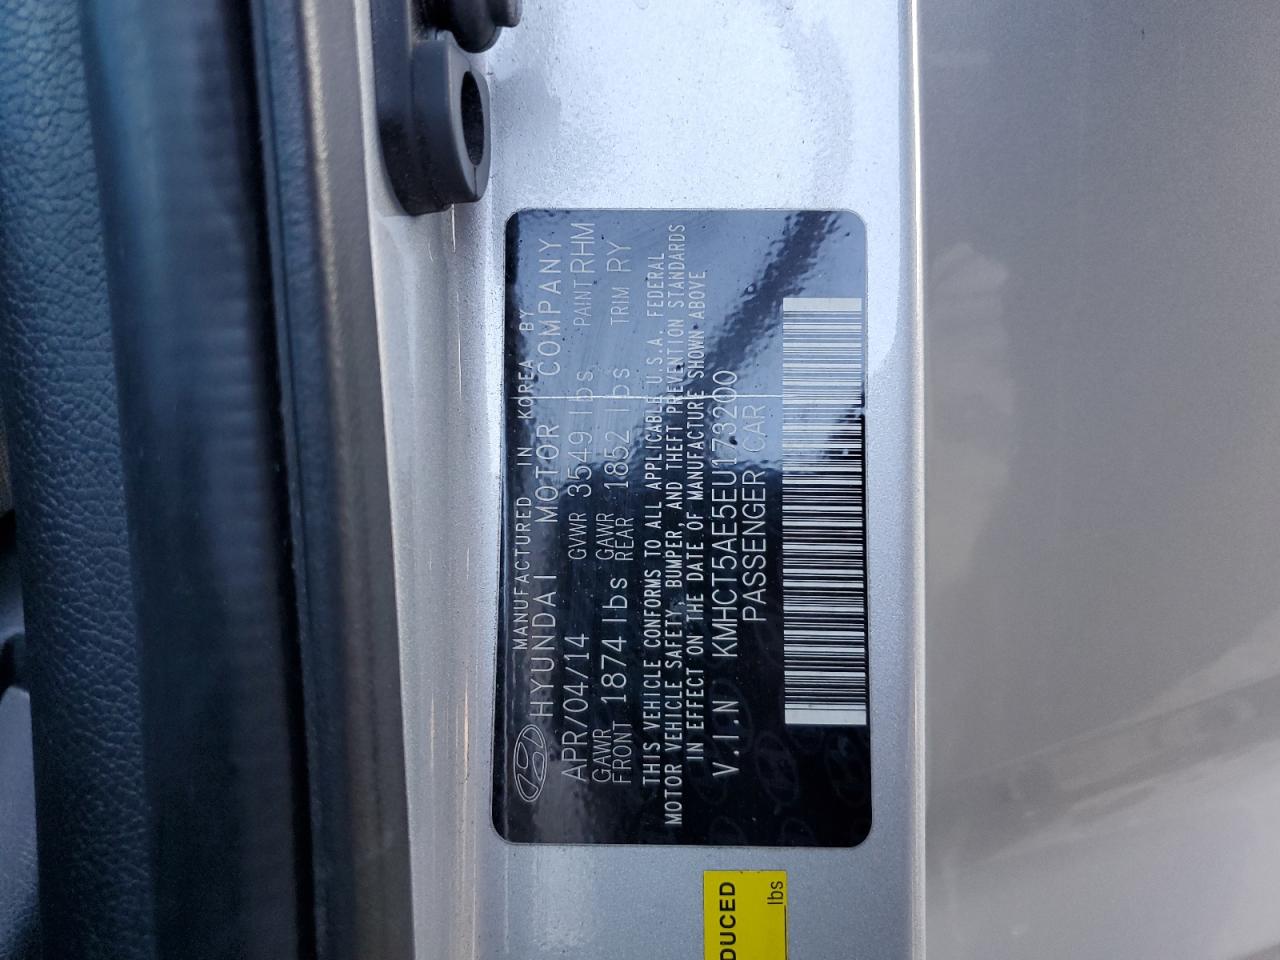 MANUFACTURED IN KOREA BY
HYUNDAI MOTOR COMPANY
APR/04/14 GVWR 3549 lbs PAINT RHM
GAWR FRONT 1874 lbs GAWR REAR 1852 lbs TRIM RY
THIS VEHICLE CONFORMS TO ALL APPLICABLE U.S.A. FEDERAL
MOTOR VEHICLE SAFETY, BUMPER, AND THEFT PREVENTION STANDARDS
IN EFFECT ON THE DATE OF MANUFACTURE SHOWN ABOVE.
V.I.N KMHCT5AE5EU173200
PASSENGER CAR
DUCED
lbs